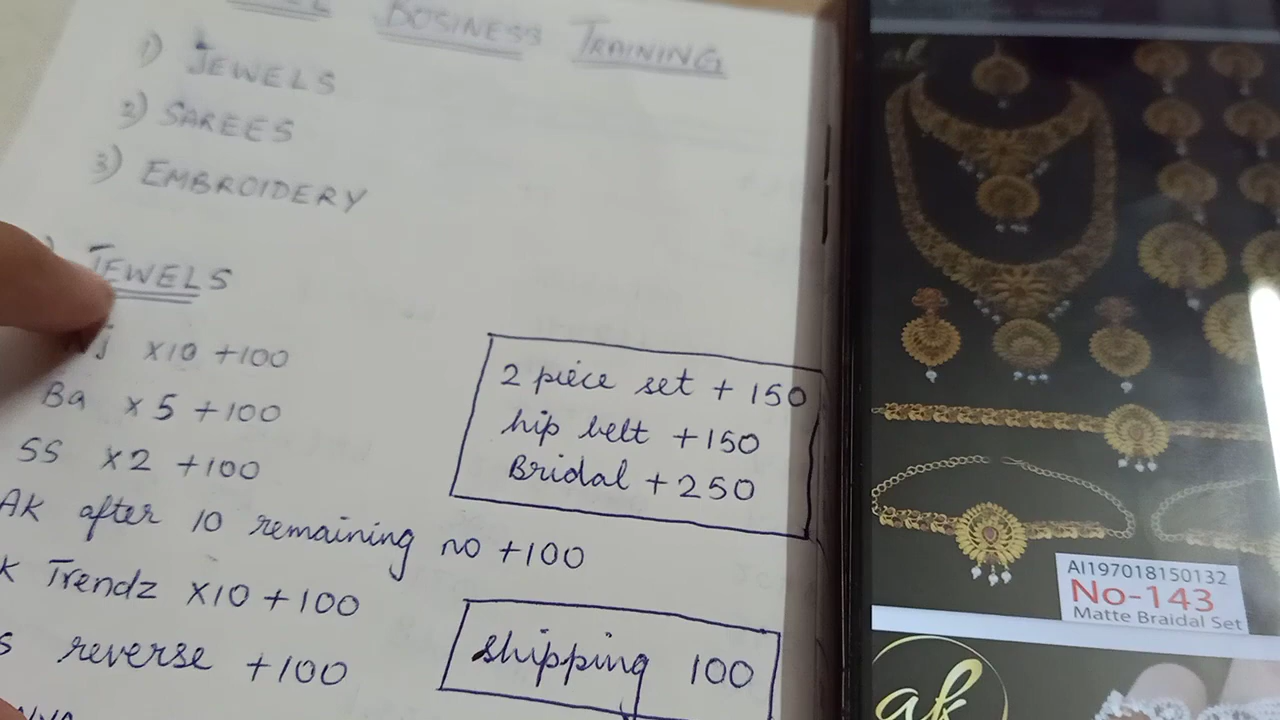 BUSINESS TRAINING
1) JEWELS
2) SAREES
3) EMBROIDERY
JEWELS
j x10 +100
Ba x5 +100
SS x2 +100
AK after 10 remaining no +100
Trendz x10 +100
reverse +100
2 piece set +150
hip belt +150
Bridal +250
shipping 100
ak
AI197018150132
No-143
Matte Braidal Set
ak